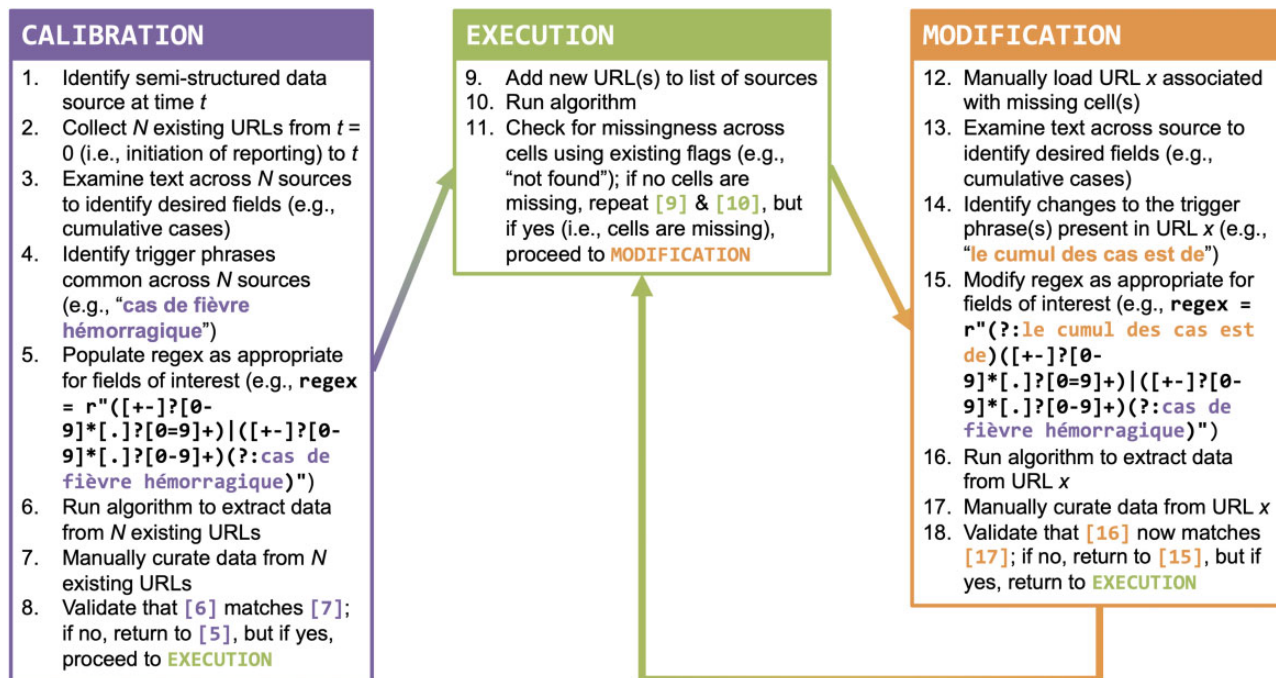 CALIBRATION
1. Identify semi-structured data
source at time t
2. Collect N existing URLs from t =
0 (i.e., initiation of reporting) to t
3. Examine text across N sources
to identify desired fields (e.g.,
cumulative cases)
4. Identify trigger phrases
common across N sources
(e.g., “cas de fièvre
hémorragique”)
5. Populate regex as appropriate
for fields of interest (e.g., regex
= r"([+-]?[0-
9]*[.]?[0=9]+)|([+-]?[0-
9]*[.]?[0-9]+)(?:cas de
fièvre hémorragique)")
6. Run algorithm to extract data
from N existing URLs
7. Manually curate data from N
existing URLs
8. Validate that [6] matches [7];
if no, return to [5], but if yes,
proceed to EXECUTION
EXECUTION
9. Add new URL(s) to list of sources
10. Run algorithm
11. Check for missingness across
cells using existing flags (e.g.,
“not found”); if no cells are
missing, repeat [9] & [10], but
if yes (i.e., cells are missing),
proceed to MODIFICATION
MODIFICATION
12. Manually load URL x associated
with missing cell(s)
13. Examine text across source to
identify desired fields (e.g.,
cumulative cases)
14. Identify changes to the trigger
phrase(s) present in URL x (e.g.,
“le cumul des cas est de”)
15. Modify regex as appropriate for
fields of interest (e.g., regex =
r"(?:le cumul des cas est
de)([+-]?[0-
9]*[.]?[0=9]+)|([+-]?[0-
9]*[.]?[0-9]+)(?:cas de
fièvre hémorragique)")
16. Run algorithm to extract data
from URL x
17. Manually curate data from URL x
18. Validate that [16] now matches
[17]; if no, return to [15], but if
yes, return to EXECUTION